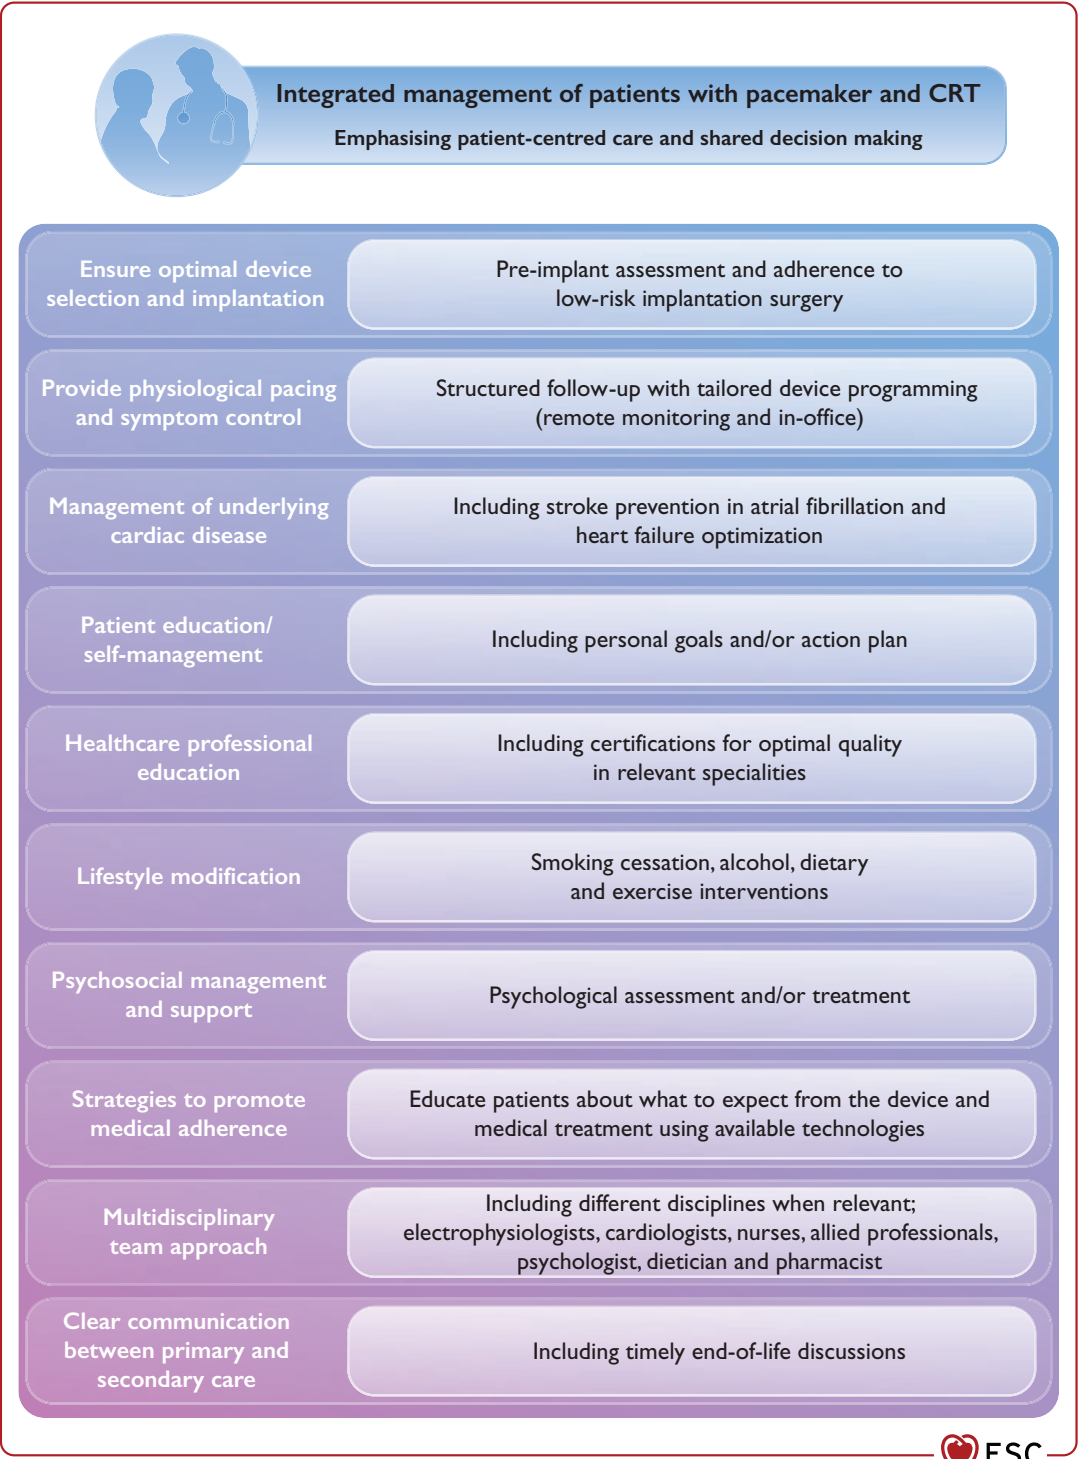 Integrated management of patients with pacemaker and CRT
Emphasising patient-centred care and shared decision making
Ensure optimal device
selection and implantation
Pre-implant assessment and adherence to
low-risk implantation surgery
Provide physiological pacing
and symptom control
Structured follow-up with tailored device programming
(remote monitoring and in-office)
Management of underlying
cardiac disease
Including stroke prevention in atrial fibrillation and
heart failure optimization
Patient education/
self-management
Including personal goals and/or action plan
Healthcare professional
education
Including certifications for optimal quality
in relevant specialities
Lifestyle modification
Smoking cessation, alcohol, dietary
and exercise interventions
Psychosocial management
and support
Psychological assessment and/or treatment
Strategies to promote
medical adherence
Educate patients about what to expect from the device and
medical treatment using available technologies
Multidisciplinary
team approach
Including different disciplines when relevant;
electrophysiologists, cardiologists, nurses, allied professionals,
psychologist, dietician and pharmacist
Clear communication
between primary and
secondary care
Including timely end-of-life discussions
ESC